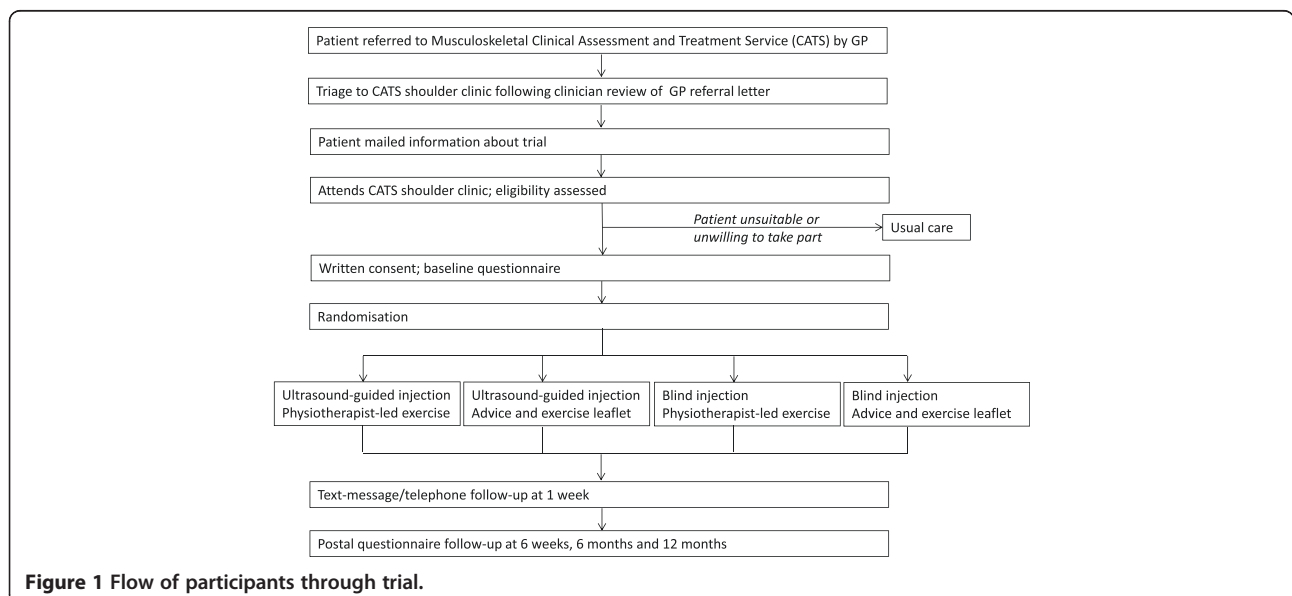 Patient referred to Musculoskeletal Clinical Assessment and Treatment Service (CATS) by GP
Triage to CATS shoulder clinic following clinician review of GP referral letter
Patient mailed information about trial
Attends CATS shoulder clinic; eligibility assessed
Patient unsuitable or
unwilling to take part
Usual care
Written consent; baseline questionnaire
Randomisation
Ultrasound-guided injection
Physiotherapist-led exercise
Ultrasound-guided injection
Advice and exercise leaflet
Blind injection
Physiotherapist-led exercise
Blind injection
Advice and exercise leaflet
Text-message/telephone follow-up at 1 week
Postal questionnaire follow-up at 6 weeks, 6 months and 12 months
Figure 1 Flow of participants through trial.